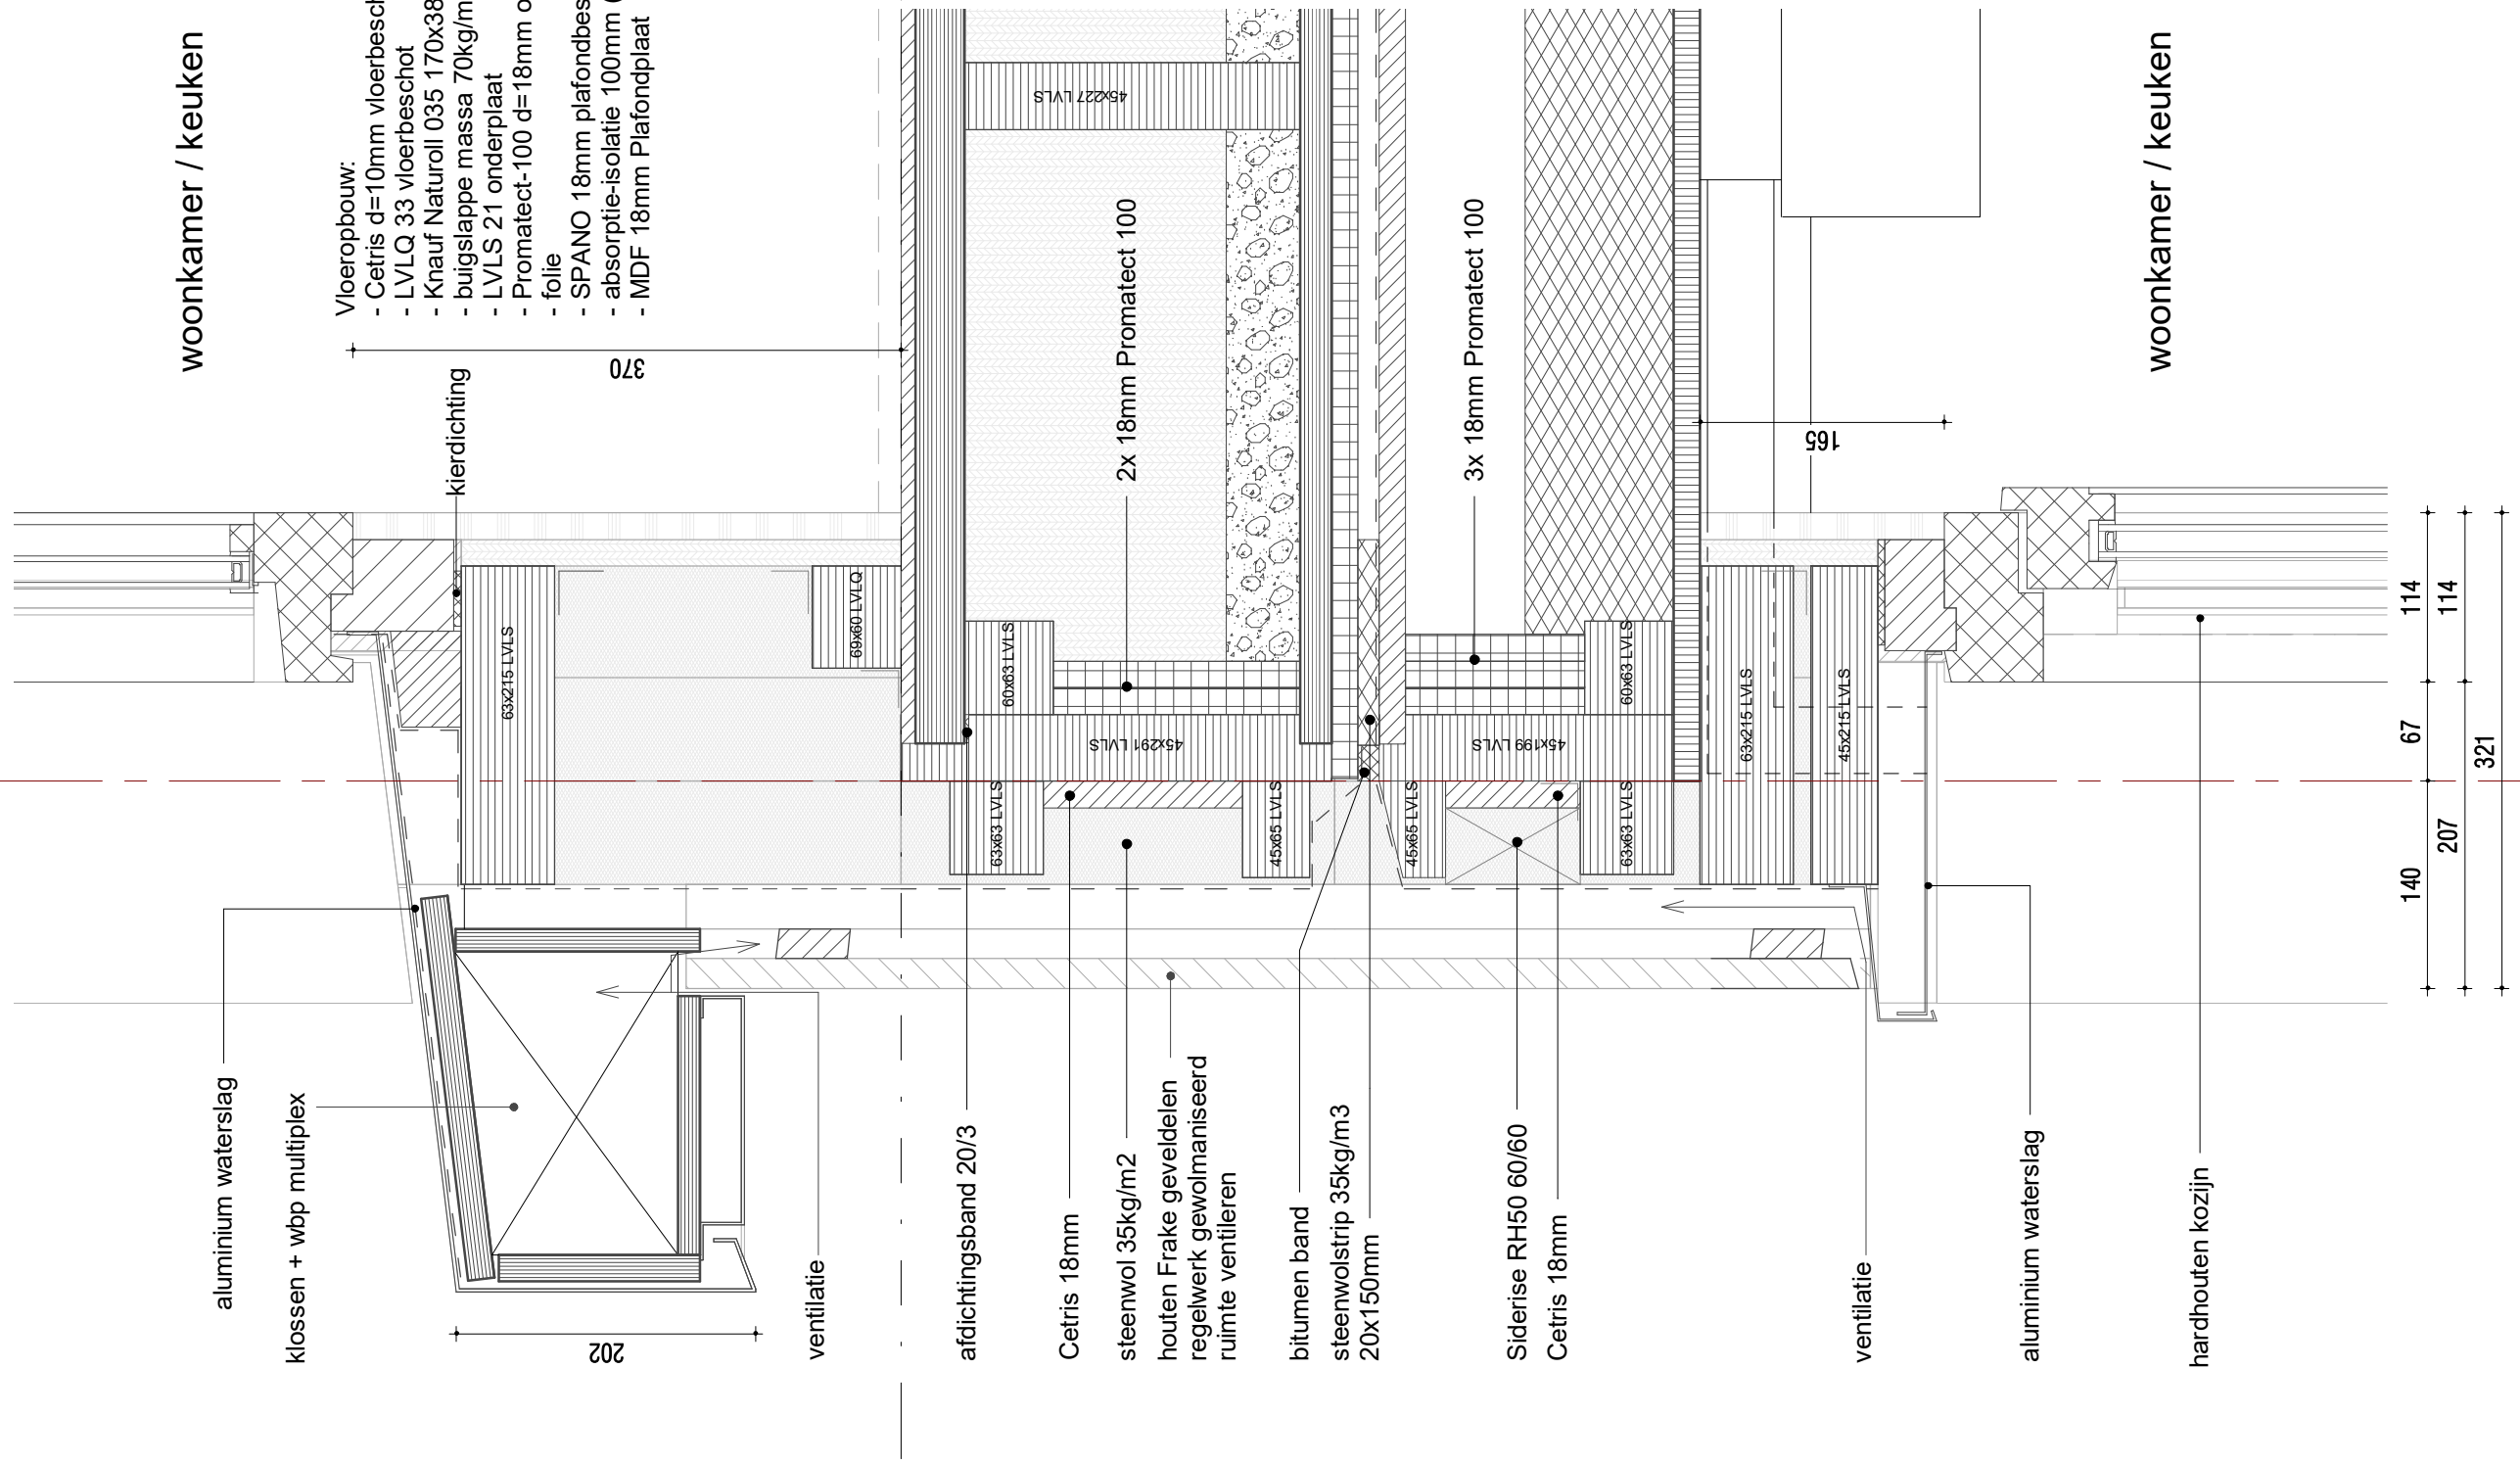 woonkamer / keuken
Vloeropbouw:
- Cetris d=10mm vloerbesch
- LVLQ 33 vloerbeschot
- Knauf Naturoll 035 170x38
- buigslappe massa 70kg/m
- LVLS 21 onderplaat
- Promatect-100 d=18mm o
- folie
- SPANO 18mm plafondbes
- absorptie-isolatie 100mm (
- MDF 18mm Plafondplaat
370
kierdichting
63x215 LVLS
69x60 LVLQ
45x227 LVLS
2x 18mm Promatect 100
60x63 LVLS
45x291 LVLS
63x63 LVLS
45x65 LVLS
3x 18mm Promatect 100
45x199 LVLS
60x63 LVLS
45x65 LVLS
63x63 LVLS
63x215 LVLS
45x215 LVLS
165
woonkamer / keuken
aluminium waterslag
klossen + wbp multiplex
202
ventilatie
afdichtingsband 20/3
Cetris 18mm
steenwol 35kg/m2
houten Frake geveldelen
regelwerk gewolmaniseerd
ruimte ventileren
bitumen band
steenwolstrip 35kg/m3
20x150mm
Siderise RH50 60/60
Cetris 18mm
ventilatie
aluminium waterslag
hardhouten kozijn
140
67
114
207
114
321